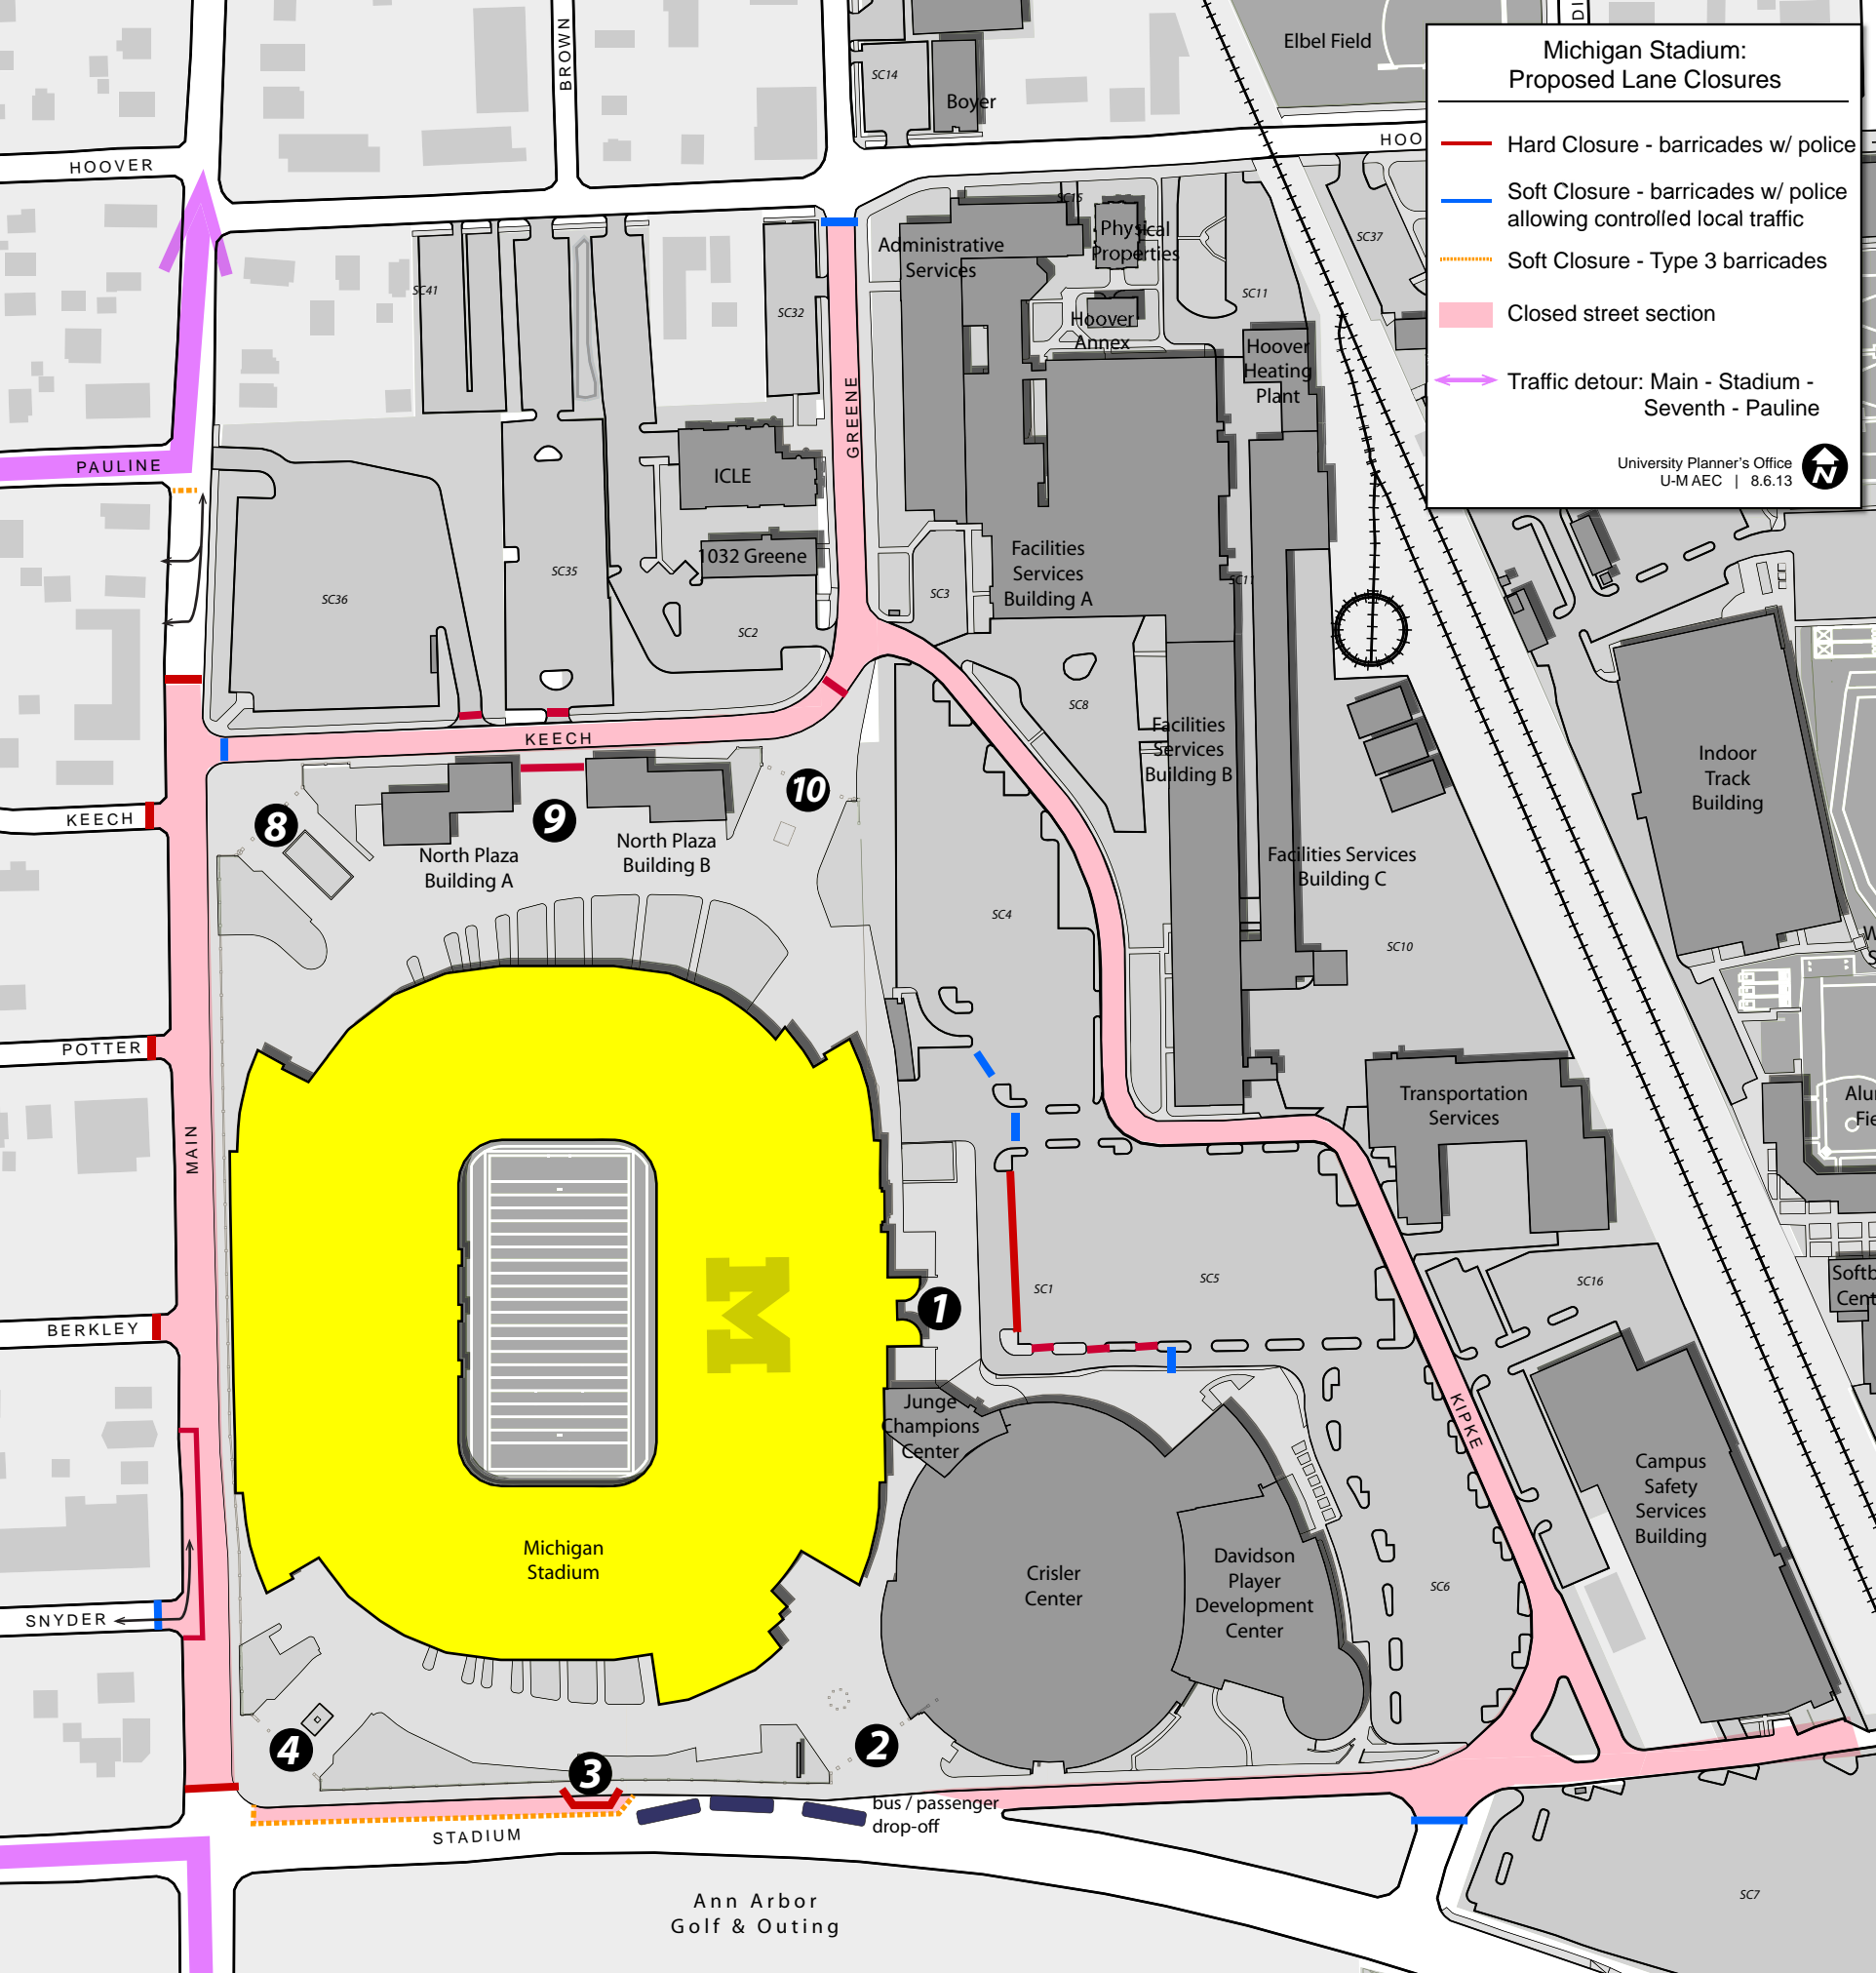 Michigan Stadium:
Proposed Lane Closures
Hard Closure - barricades w/ police
Soft Closure - barricades w/ police
allowing controlled local traffic
Soft Closure - Type 3 barricades
Closed street section
Traffic detour: Main - Stadium -
Seventh - Pauline
University Planner's Office
U-M AEC | 8.6.13
N
BROWN
Elbel Field
SC14
Boyer
HOO
DI
HOOVER
SC15
Physical
Properties
Administrative
Services
SC37
SC41
SC32
SC11
Hoover
Annex
Hoover
Heating
Plant
GREENE
PAULINE
ICLE
1032 Greene
Facilities
Services
Building A
SC35
SC36
SC3
SC11
SC2
SC8
KEECH
Facilities
Services
Building B
Indoor
Track
Building
KEECH
8
9
10
North Plaza
Building A
North Plaza
Building B
Facilities Services
Building C
SC4
SC10
W
S
POTTER
MAIN
Transportation
Services
Alu
Fie
M
1
SC1
SC5
SC16
Softb
Cent
BERKLEY
Junge
Champions
Center
KIPKE
Campus
Safety
Services
Building
Michigan
Stadium
Crisler
Center
Davidson
Player
Development
Center
SC6
SNYDER
4
3
2
bus / passenger
drop-off
STADIUM
Ann Arbor
Golf & Outing
SC7